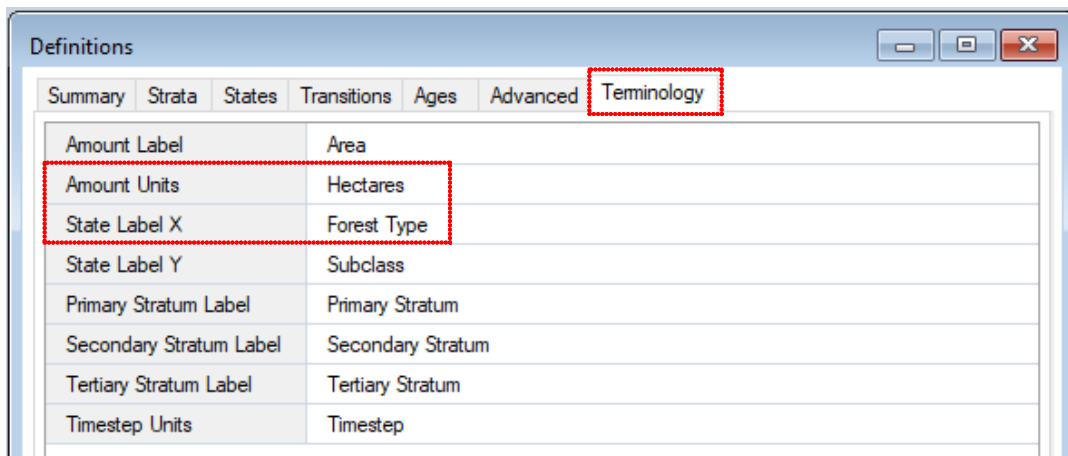 Definitions
Summary Strata States Transitions Ages Advanced Terminology
Amount Label Area
Amount Units Hectares
State Label X Forest Type
State Label Y Subclass
Primary Stratum Label Primary Stratum
Secondary Stratum Label Secondary Stratum
Tertiary Stratum Label Tertiary Stratum
Timestep Units Timestep